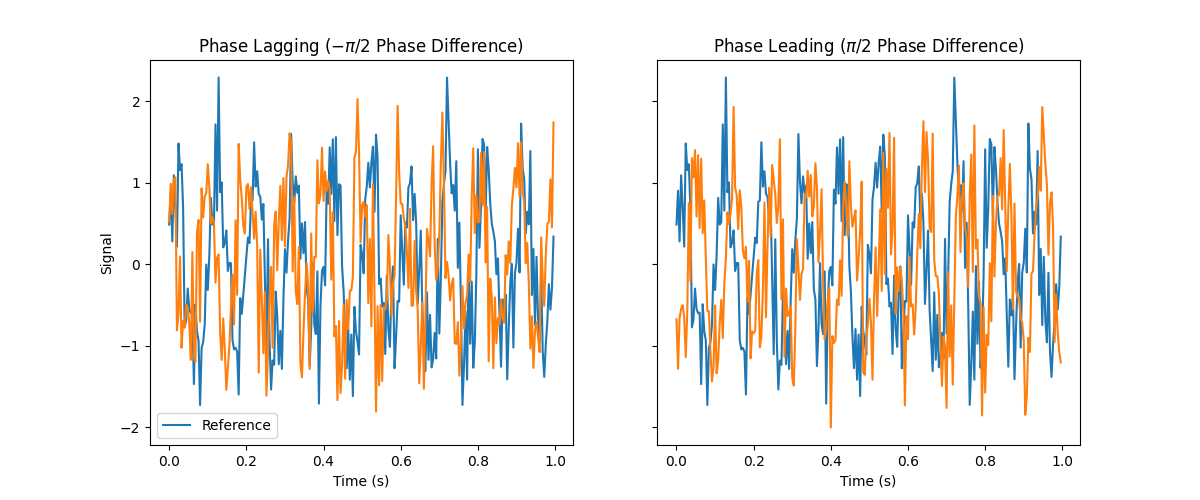 Phase Lagging (−π/2 Phase Difference)
Phase Leading (π/2 Phase Difference)
Signal
2
1
0
−1
−2
Reference
0.0 0.2 0.4 0.6 0.8 1.0
0.0 0.2 0.4 0.6 0.8 1.0
Time (s)
Time (s)